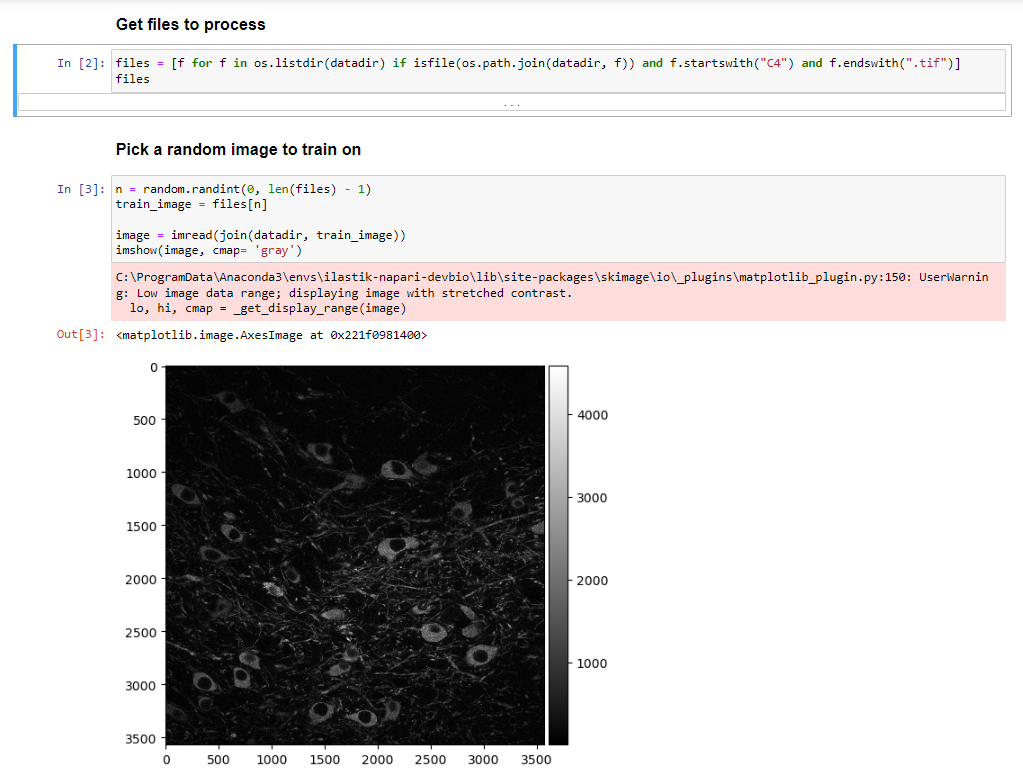 Get files to process
In [2]: files = [f for f in os.listdir(datadir) if isfile(os.path.join(datadir, f)) and f.startswith("C4") and f.endswith(".tif")]
files
...
Pick a random image to train on
In [3]: n = random.randint(0, len(files) - 1)
train_image = files[n]
image = imread(join(datadir, train_image))
imshow(image, cmap= 'gray')
C:\ProgramData\Anaconda3\envs\ilastik-napari-devbio\lib\site-packages\skimage\io\_plugins\matplotlib_plugin.py:150: UserWarnin
g: Low image data range; displaying image with stretched contrast.
lo, hi, cmap = _get_display_range(image)
Out[3]: <matplotlib.image.AxesImage at 0x221f0981400>
0
500
1000
1500
2000
2500
3000
3500
0 500 1000 1500 2000 2500 3000 3500
4000
3000
2000
1000